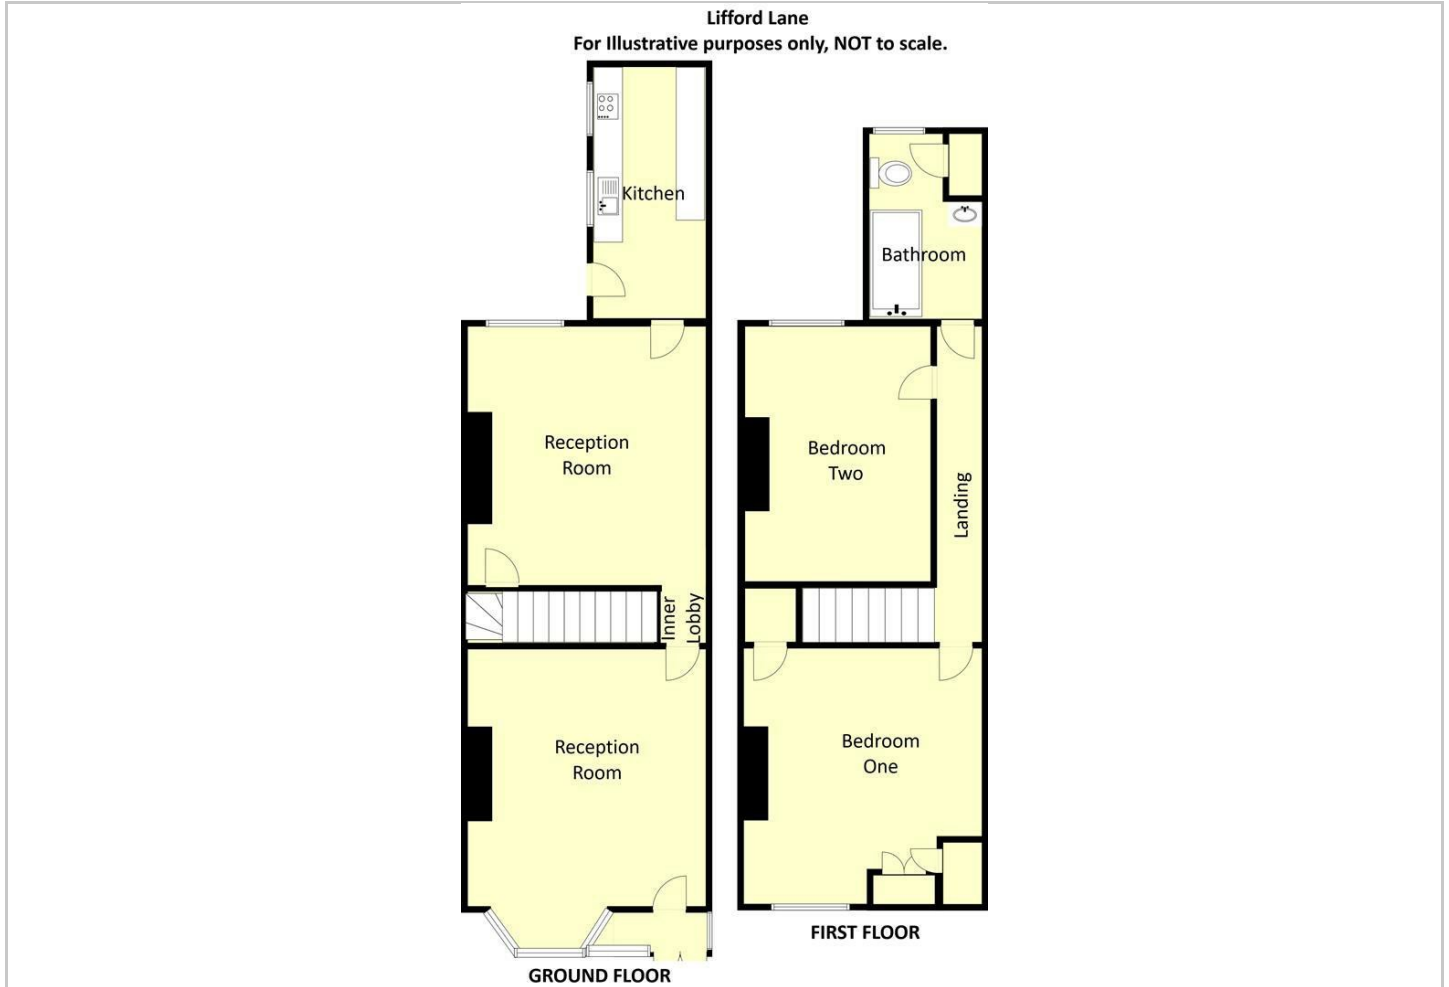 Lifford Lane
For Illustrative purposes only, NOT to scale.
Kitchen
Reception
Room
Inner
Lobby
Reception
Room
GROUND FLOOR
Bathroom
Bedroom
Two
Landing
Bedroom
One
FIRST FLOOR